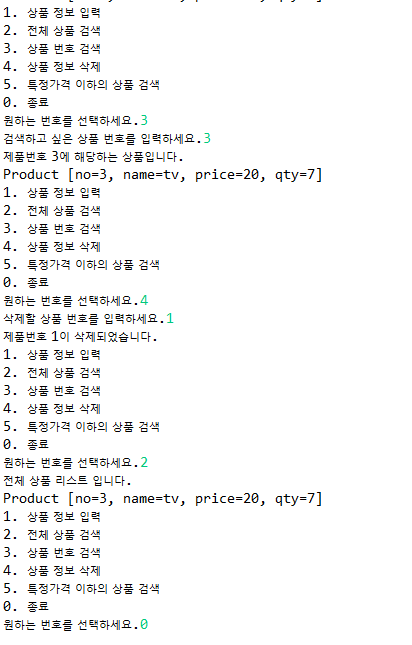 1. 상품 정보 입력
2. 전체 상품 검색
3. 상품 번호 검색
4. 상품 정보 삭제
5. 특정가격 이하의 상품 검색
0. 종료
원하는 번호를 선택하세요.3
검색하고 싶은 상품 번호를 입력하세요.3
제품번호 3에 해당하는 상품입니다.
Product [no=3, name=tv, price=20, qty=7]
1. 상품 정보 입력
2. 전체 상품 검색
3. 상품 번호 검색
4. 상품 정보 삭제
5. 특정가격 이하의 상품 검색
0. 종료
원하는 번호를 선택하세요.4
삭제할 상품 번호를 입력하세요.1
제품번호 1이 삭제되었습니다.
1. 상품 정보 입력
2. 전체 상품 검색
3. 상품 번호 검색
4. 상품 정보 삭제
5. 특정가격 이하의 상품 검색
0. 종료
원하는 번호를 선택하세요.2
전체 상품 리스트 입니다.
Product [no=3, name=tv, price=20, qty=7]
1. 상품 정보 입력
2. 전체 상품 검색
3. 상품 번호 검색
4. 상품 정보 삭제
5. 특정가격 이하의 상품 검색
0. 종료
원하는 번호를 선택하세요.0